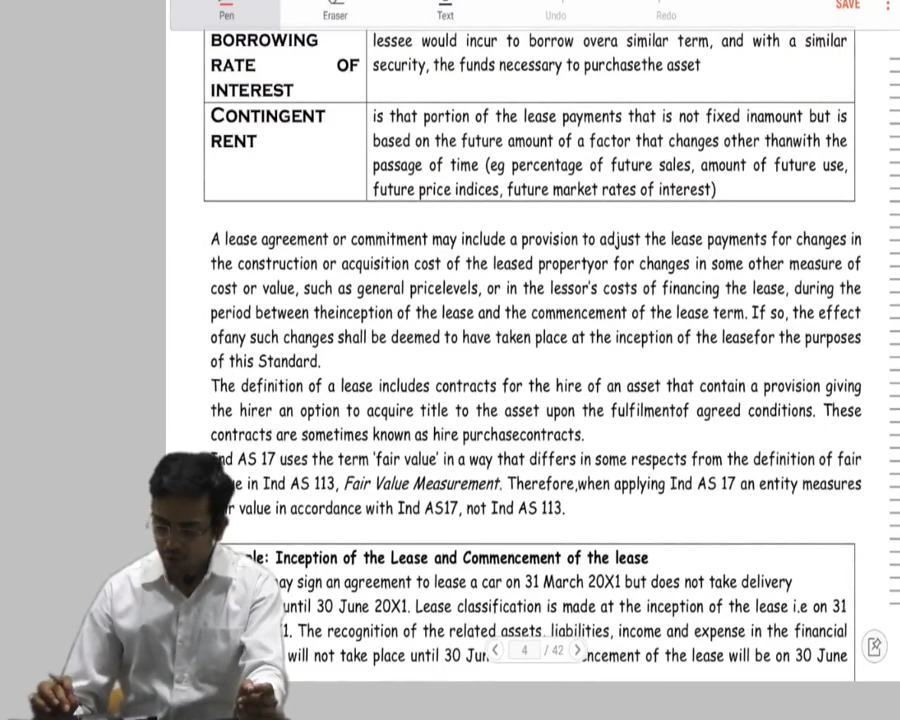 SAVE
Pen Eraser Text Undo Redo
BORROWING lessee would incur to borrow overa similar term, and with a similar
RATE OF security, the funds necessary to purchasethe asset
INTEREST
CONTINGENT is that portion of the lease payments that is not fixed inamount but is
RENT based on the future amount of a factor that changes other thanwith the
passage of time (eg percentage of future sales, amount of future use,
future price indices, future market rates of interest)
A lease agreement or commitment may include a provision to adjust the lease payments for changes in
the construction or acquisition cost of the leased propertyor for changes in some other measure of
cost or value, such as general pricelevels, or in the lessor's costs of financing the lease, during the
period between theinception of the lease and the commencement of the lease term. If so, the effect
ofany such changes shall be deemed to have taken place at the inception of the leasefor the purposes
of this Standard.
The definition of a lease includes contracts for the hire of an asset that contain a provision giving
the hirer an option to acquire title to the asset upon the fulfilmentof agreed conditions. These
contracts are sometimes known as hire purchasecontracts.
Ind AS 17 uses the term 'fair value' in a way that differs in some respects from the definition of fair
in Ind AS 113, Fair Value Measurement. Therefore,when applying Ind AS 17 an entity measures
value in accordance with Ind AS17, not Ind AS 113.
Inception of the Lease and Commencement of the lease
sign an agreement to lease a car on 31 March 20X1 but does not take delivery
until 30 June 20X1. Lease classification is made at the inception of the lease i.e on 31
The recognition of the related assets, liabilities, income and expense in the financial
will not take place until 30 of the lease will be on 30 June
4 / 42